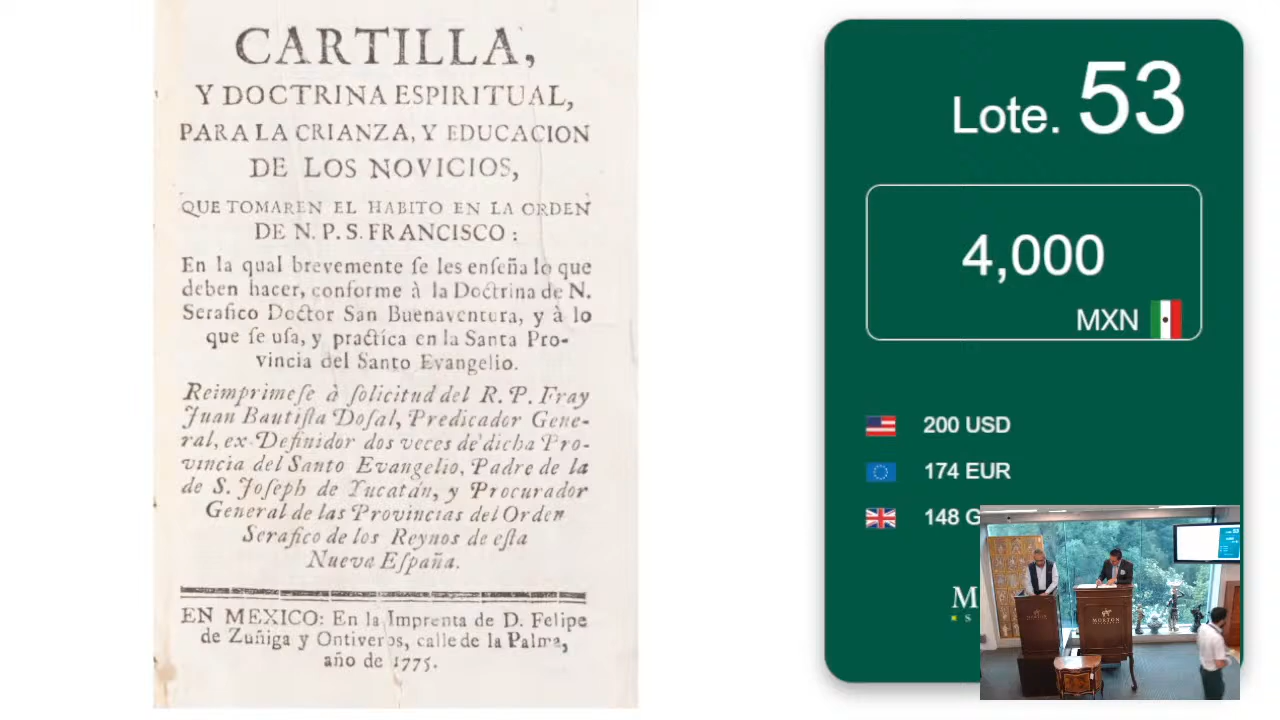 CARTILLA,
Y DOCTRINA ESPIRITUAL,
PARA LA CRIANZA, Y EDUCACION
DE LOS NOVICIOS,
QUE TOMAREN EL HABITO EN LA ORDEN
DE N. P. S. FRANCISCO:
En la qual brevemente ſe les enſeña lo que
deben hacer, conforme à la Doctrina de N.
Serafico Doctor San Buenaventura, y à lo
que ſe uſa, y practica en la Santa Pro-
vincia del Santo Evangelio.
Reimprimeſe à ſolicitud del R. P. Fray
Juan Bautiſta Doſal, Predicador Gene-
ral, ex-Definidor dos veces de dicha Pro-
vincia del Santo Evangelio, Padre de la
de S. Joſeph de Yucatán, y Procurador
General de las Provincias del Orden
Serafico de los Reynos de eſta
Nueva Eſpaña.
EN MEXICO: En la Imprenta de D. Felipe
de Zuñiga y Ontiveros, calle de la Palma,
año de 1775.
Lote. 53
4,000
MXN
200 USD
174 EUR
148 G
M
S
MORTON